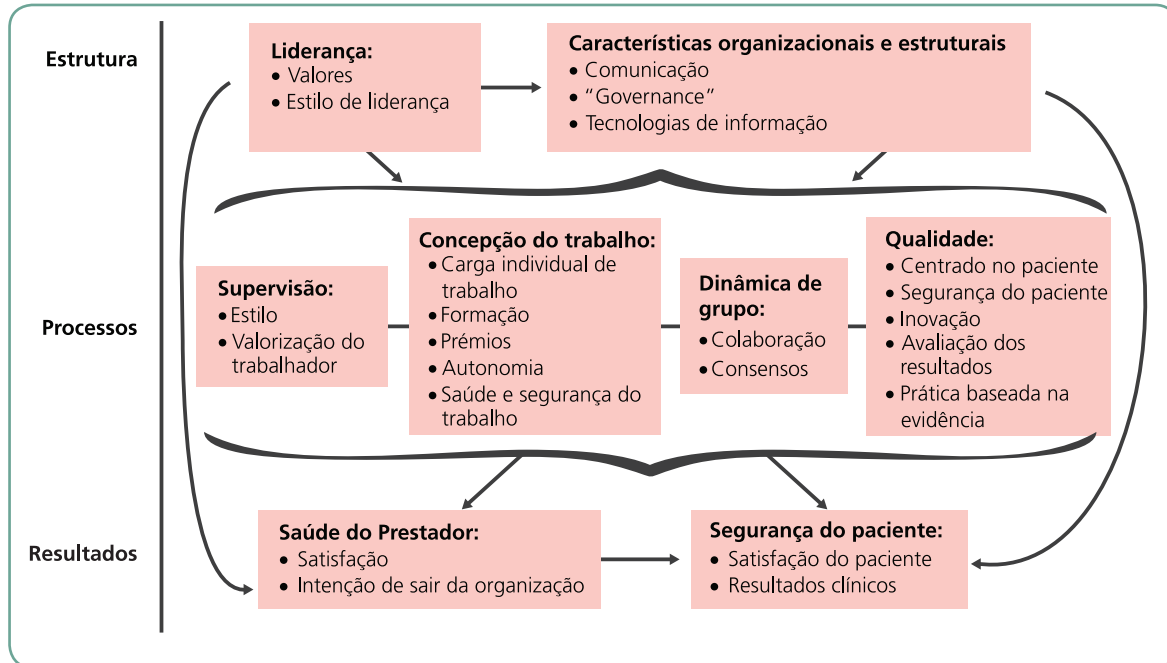 Estrutura
Liderança:
• Valores
• Estilo de liderança
Características organizacionais e estruturais
• Comunicação
• “Governance”
• Tecnologias de informação
Processos
Supervisão:
• Estilo
• Valorização do
trabalhador
Concepção do trabalho:
• Carga individual de
trabalho
• Formação
• Prémios
• Autonomia
• Saúde e segurança do
trabalho
Dinâmica de
grupo:
• Colaboração
• Consensos
Qualidade:
• Centrado no paciente
• Segurança do paciente
• Inovação
• Avaliação dos
resultados
• Prática baseada na
evidência
Resultados
Saúde do Prestador:
• Satisfação
• Intenção de sair da organização
Segurança do paciente:
• Satisfação do paciente
• Resultados clínicos